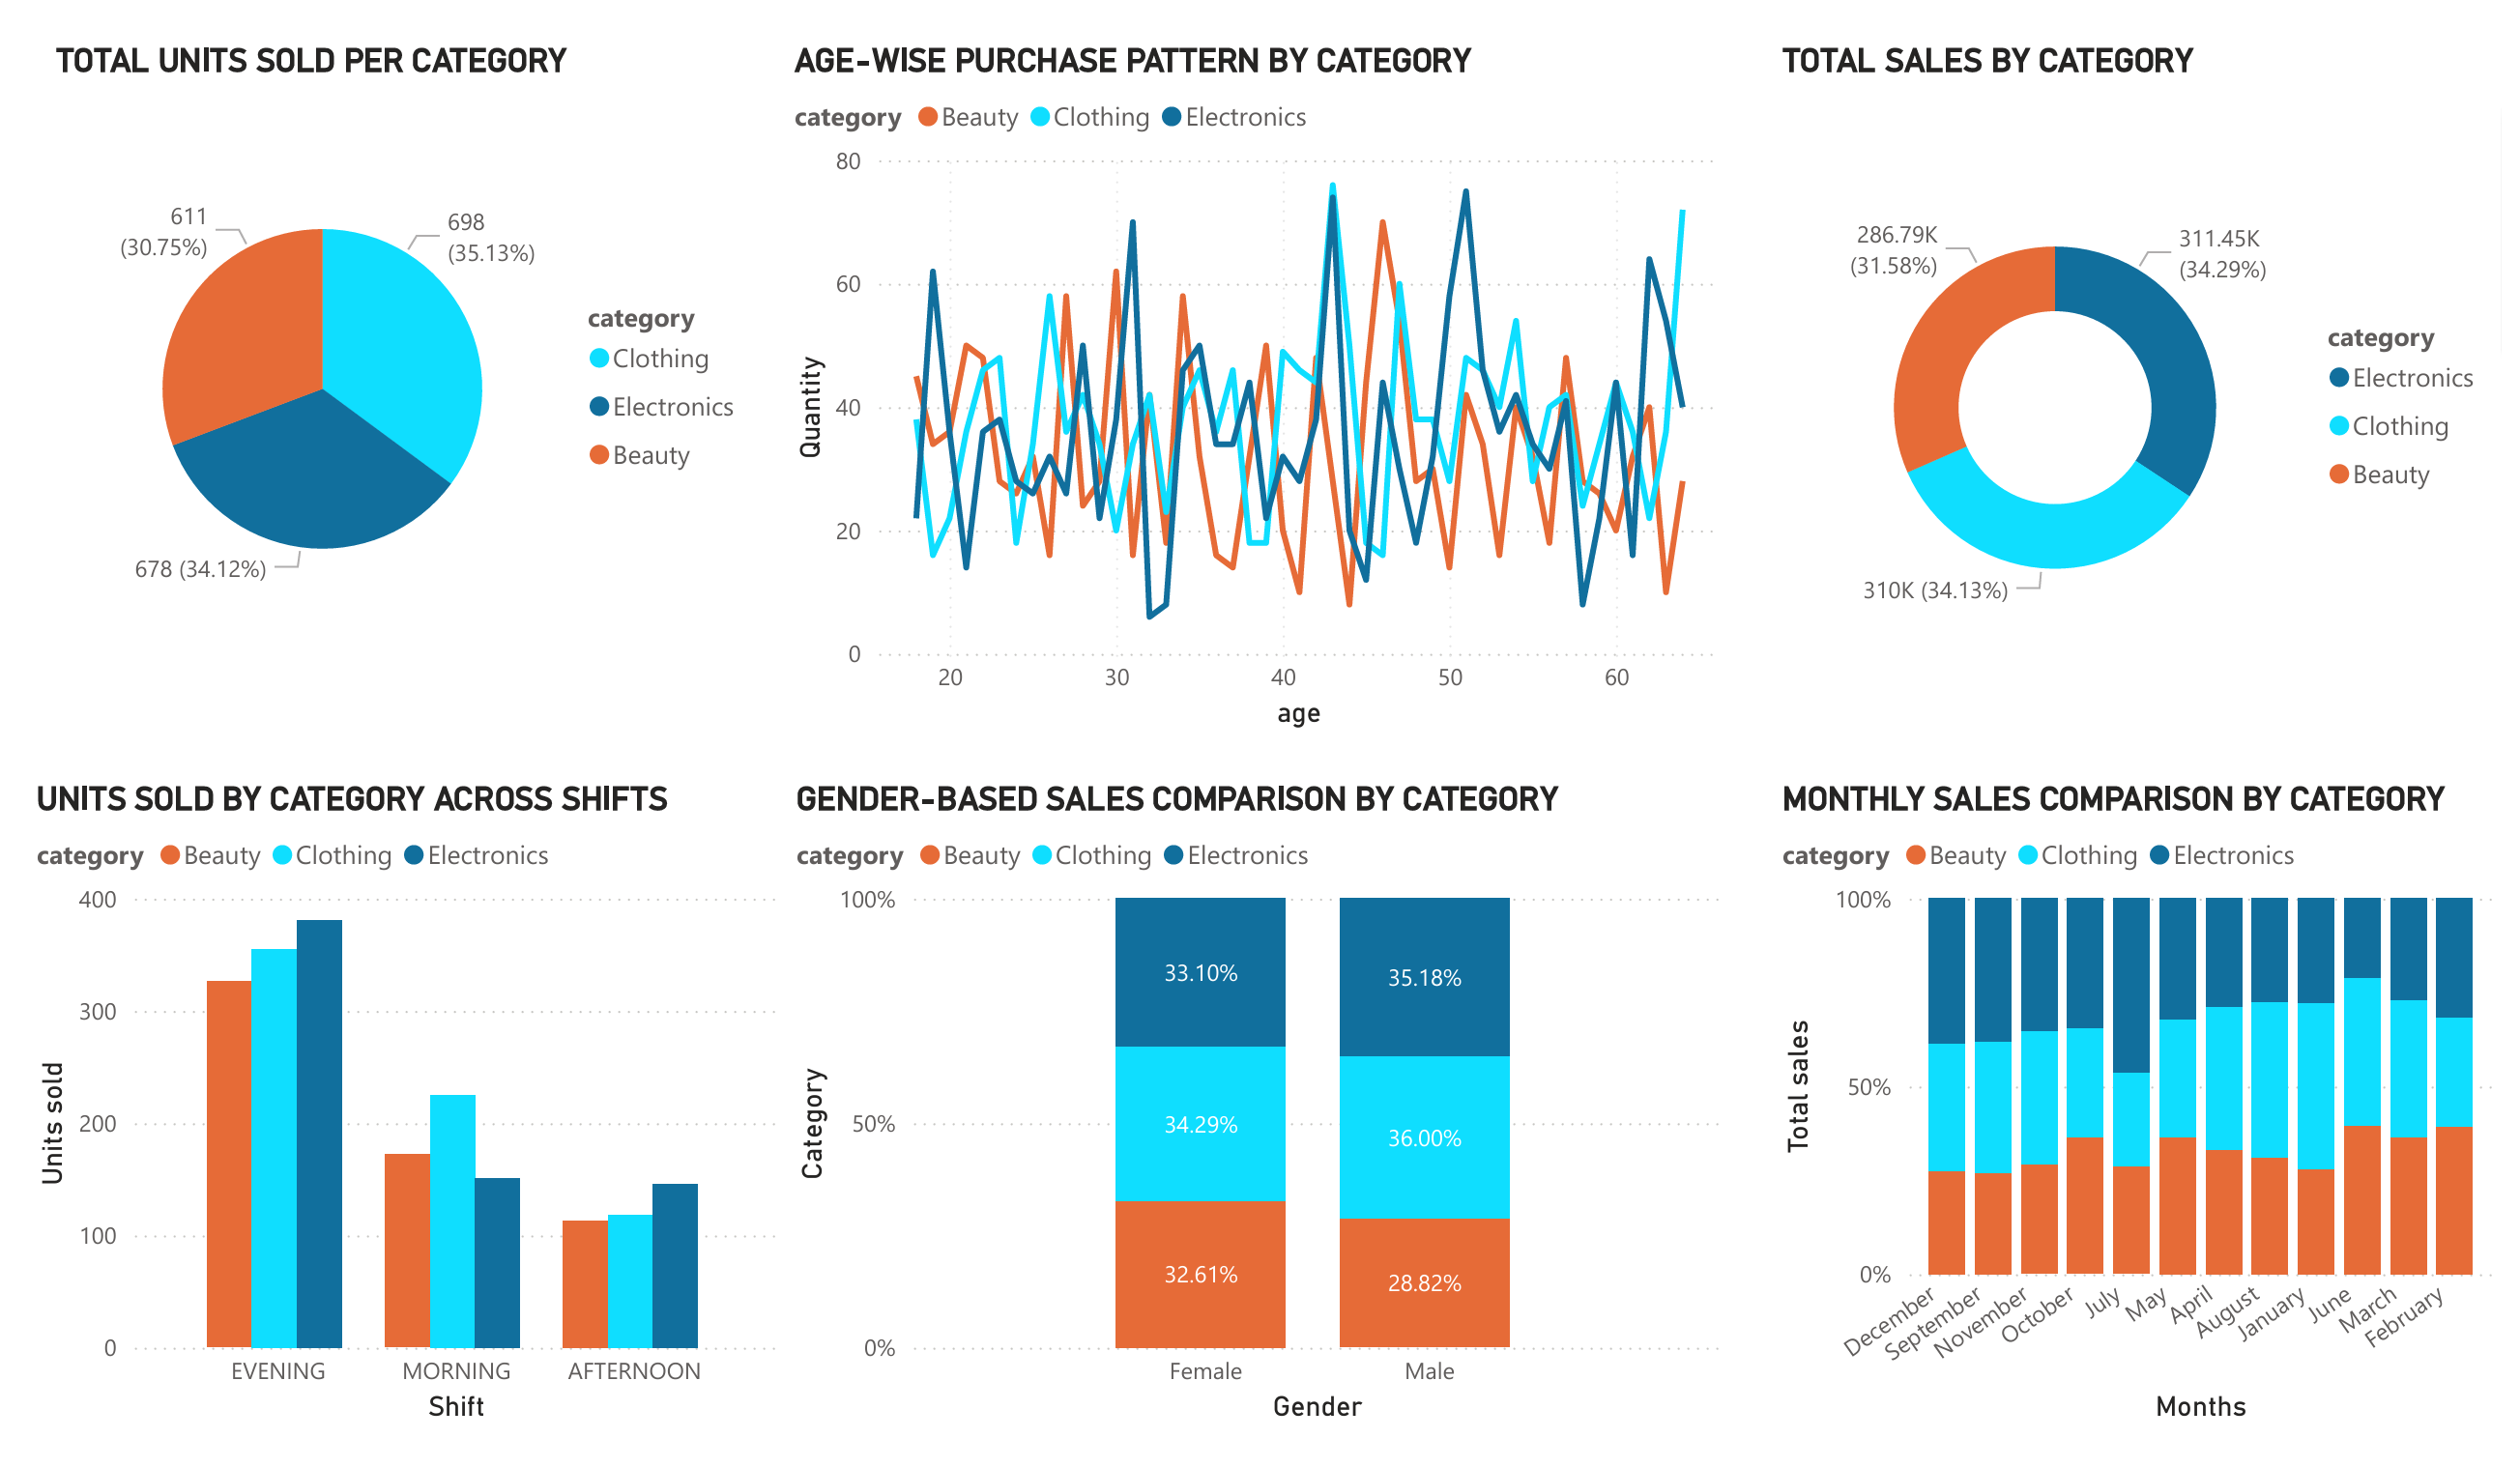 TOTAL UNITS SOLD PER CATEGORY
611
(30.75%)
698
(35.13%)
678 (34.12%)
category
Clothing
Electronics
Beauty
AGE-WISE PURCHASE PATTERN BY CATEGORY
category Beauty Clothing Electronics
80
60
40
20
0
Quantity
20 30 40 50 60
age
TOTAL SALES BY CATEGORY
286.79K
(31.58%)
311.45K
(34.29%)
310K (34.13%)
category
Electronics
Clothing
Beauty
UNITS SOLD BY CATEGORY ACROSS SHIFTS
category Beauty Clothing Electronics
400
300
200
100
0
Units sold
EVENING MORNING AFTERNOON
Shift
GENDER-BASED SALES COMPARISON BY CATEGORY
category Beauty Clothing Electronics
100%
50%
0%
Category
33.10%
34.29%
32.61%
35.18%
36.00%
28.82%
Female Male
Gender
MONTHLY SALES COMPARISON BY CATEGORY
category Beauty Clothing Electronics
100%
50%
0%
Total sales
December
September
November
October
July
May
April
August
January
June
March
February
Months